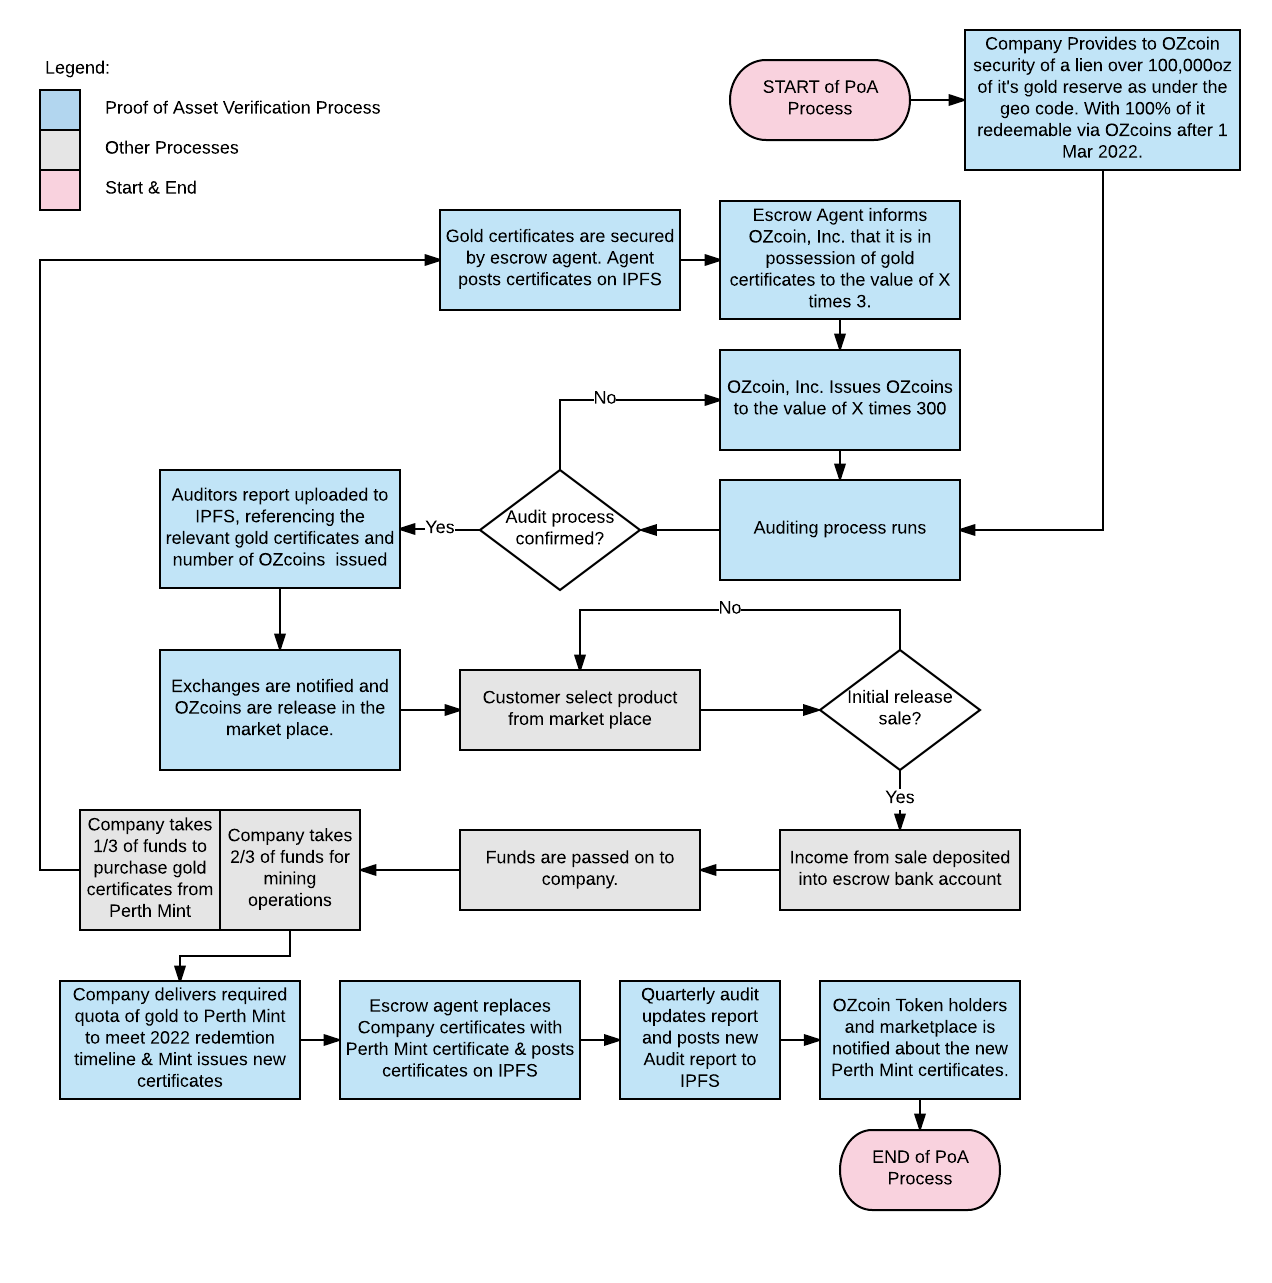 Legend:
Proof of Asset Verification Process
Other Processes
Start & End
START of PoA
Process
Company Provides to OZcoin
security of a lien over 100,000oz
of it's gold reserve as under the
geo code. With 100% of it
redeemable via OZcoins after 1
Mar 2022.
Gold certificates are secured
by escrow agent. Agent
posts certificates on IPFS
Escrow Agent informs
OZcoin, Inc. that it is in
possession of gold
certificates to the value of X
times 3.
No
OZcoin, Inc. Issues OZcoins
to the value of X times 300
Auditors report uploaded to
IPFS, referencing the
relevant gold certificates and
number of OZcoins  issued
Yes
Audit process
confirmed?
Auditing process runs
No
Exchanges are notified and
OZcoins are release in the
market place.
Customer select product
from market place
Initial release
sale?
Yes
Company takes
1/3 of funds to
purchase gold
certificates from
Perth Mint
Company takes
2/3 of funds for
mining
operations
Funds are passed on to
company.
Income from sale deposited
into escrow bank account
Company delivers required
quota of gold to Perth Mint
to meet 2022 redemtion
timeline & Mint issues new
certificates
Escrow agent replaces
Company certificates with
Perth Mint certificate & posts
certificates on IPFS
Quarterly audit
updates report
and posts new
Audit report to
IPFS
OZcoin Token holders
and marketplace is
notified about the new
Perth Mint certificates.
END of PoA
Process